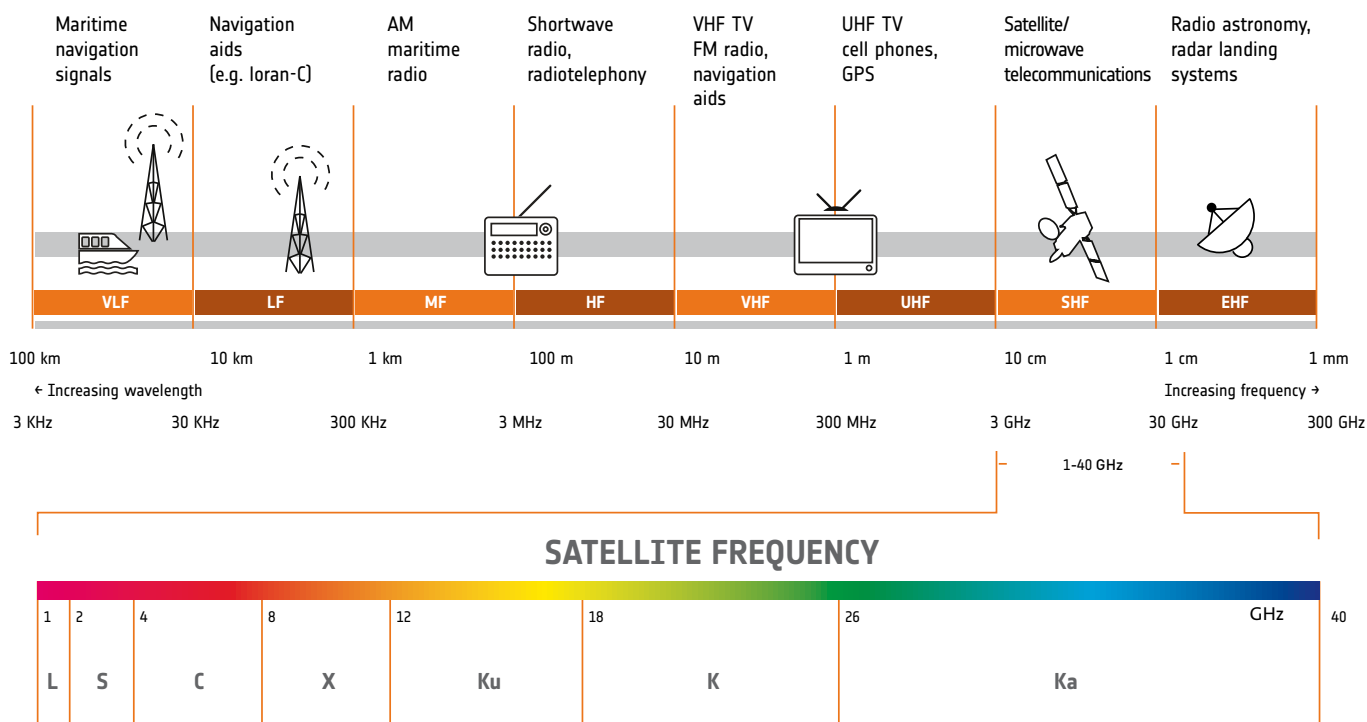 Maritime
navigation
signals
Navigation
aids
(e.g. loran-C)
AM
maritime
radio
Shortwave
radio,
radiotelephony
VHF TV
FM radio,
navigation
aids
UHF TV
cell phones,
GPS
Satellite/
microwave
telecommunications
Radio astronomy,
radar landing
systems
VLF LF MF HF VHF UHF SHF EHF
100 km 10 km 1 km 100 m 10 m 1 m 10 cm 1 cm 1 mm
← Increasing wavelength Increasing frequency →
3 KHz 30 KHz 300 KHz 3 MHz 30 MHz 300 MHz 3 GHz 30 GHz 300 GHz
1-40 GHz
SATELLITE FREQUENCY
1 2 4 8 12 18 26 GHz 40
L S C X Ku K Ka